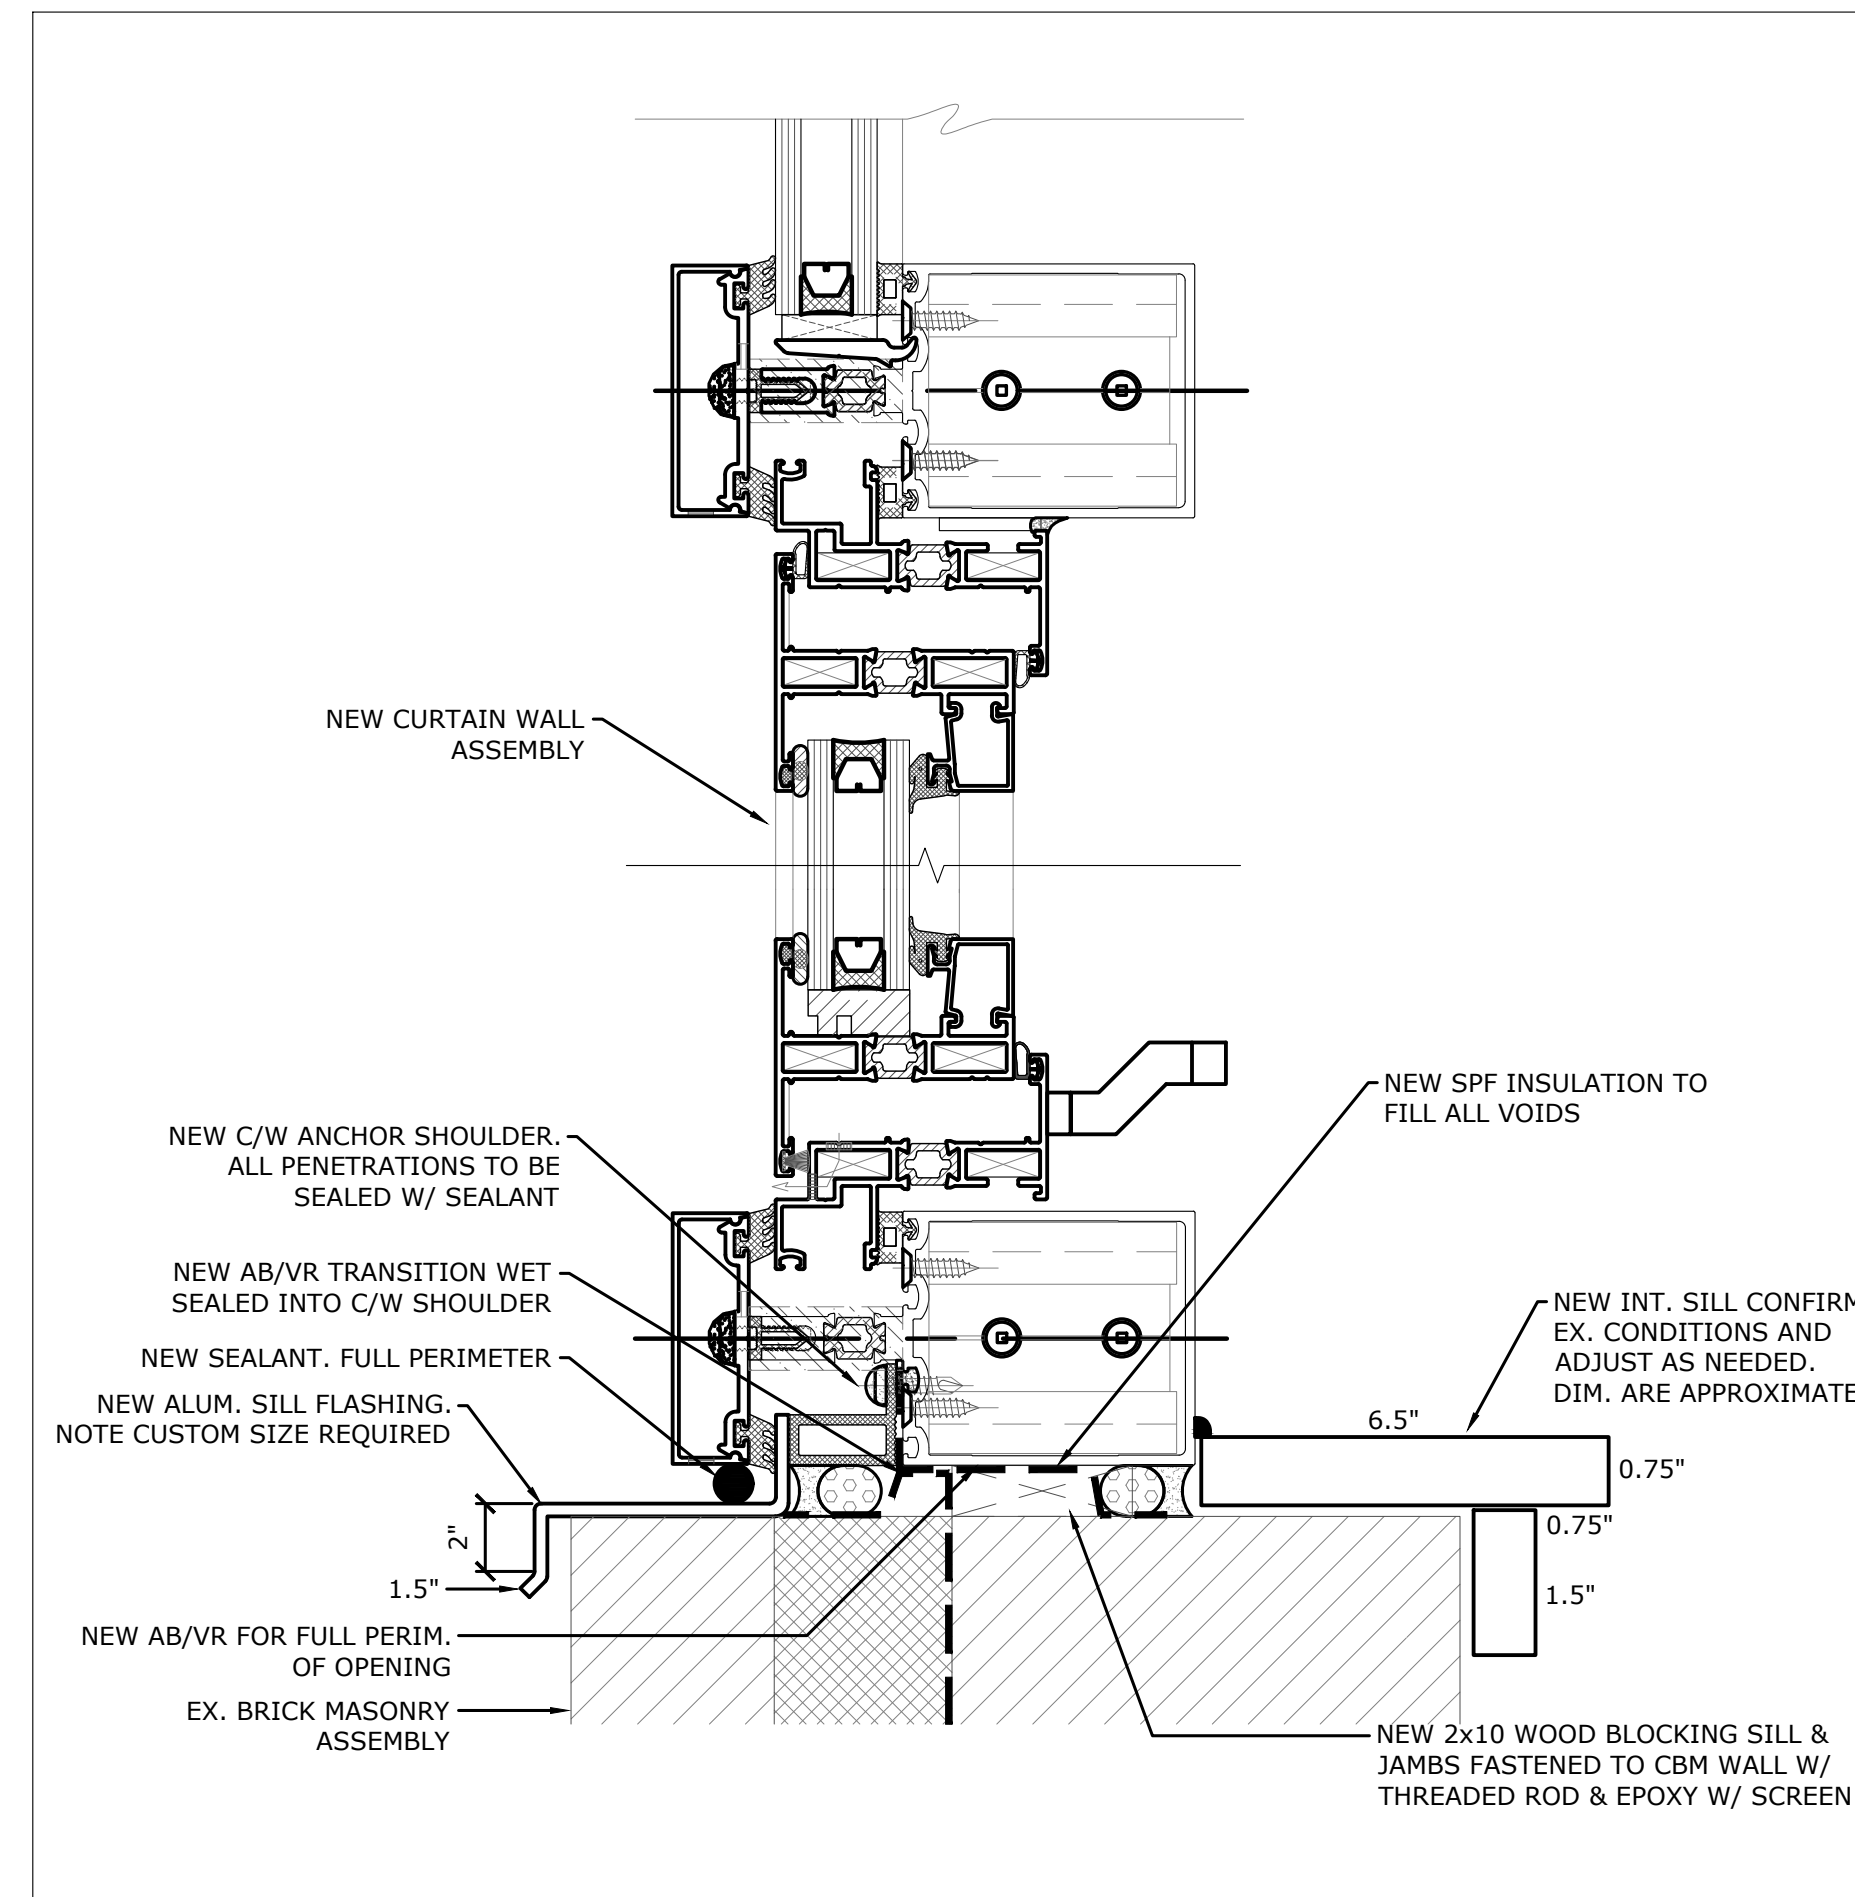 NEW CURTAIN WALL
ASSEMBLY
NEW SPF INSULATION TO
FILL ALL VOIDS
NEW C/W ANCHOR SHOULDER.
ALL PENETRATIONS TO BE
SEALED W/ SEALANT
NEW AB/VR TRANSITION WET
SEALED INTO C/W SHOULDER
NEW SEALANT. FULL PERIMETER
NEW ALUM. SILL FLASHING.
NOTE CUSTOM SIZE REQUIRED
NEW INT. SILL CONFIRM
EX. CONDITIONS AND
ADJUST AS NEEDED.
DIM. ARE APPROXIMATE
6.5"
0.75"
0.75"
1.5"
2"
1.5"
NEW AB/VR FOR FULL PERIM.
OF OPENING
EX. BRICK MASONRY
ASSEMBLY
NEW 2x10 WOOD BLOCKING SILL &
JAMBS FASTENED TO CBM WALL W/
THREADED ROD & EPOXY W/ SCREEN